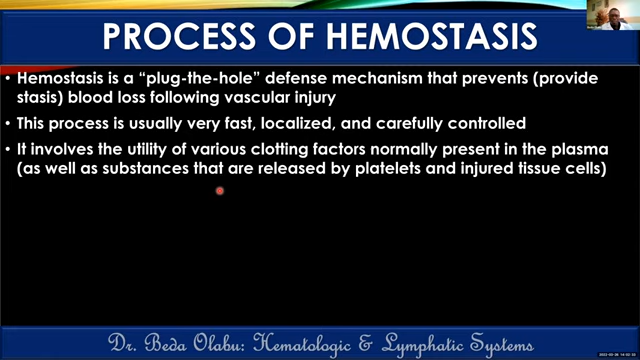 PROCESS OF HEMOSTASIS
• Hemostasis is a “plug-the-hole” defense mechanism that prevents (provide
stasis) blood loss following vascular injury
• This process is usually very fast, localized, and carefully controlled
• It involves the utility of various clotting factors normally present in the plasma
(as well as substances that are released by platelets and injured tissue cells)
Dr. Beda Olabu: Hematologic & Lymphatic Systems